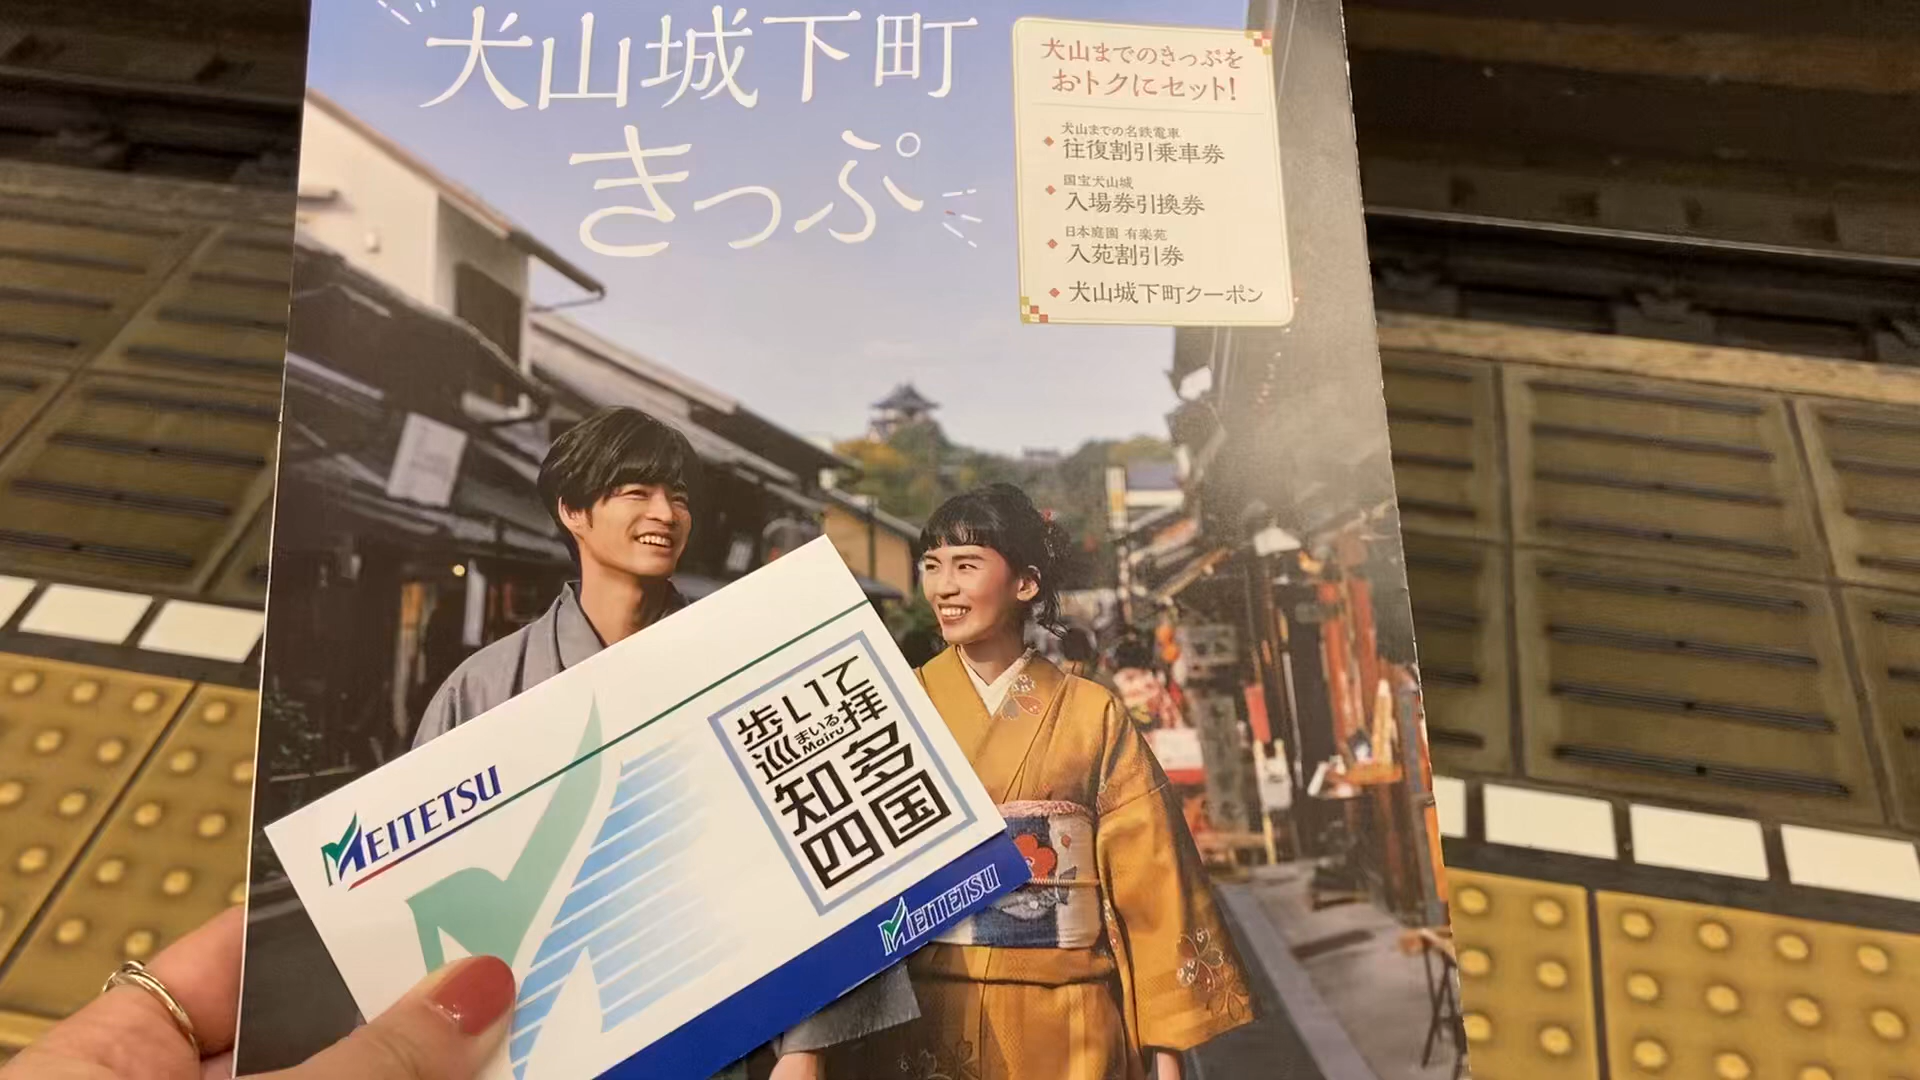 犬山城下町
きっぷ
犬山までのきっぷを
おトクにセット!
犬山までの名鉄電車
往復割引乗車券
国宝犬山城
入場券引換券
日本庭園 有楽苑
入苑割引券
犬山城下町クーポン
MEITETSU
歩いて
巡 まいる 拝
Mairu
知多
四国
MEITETSU